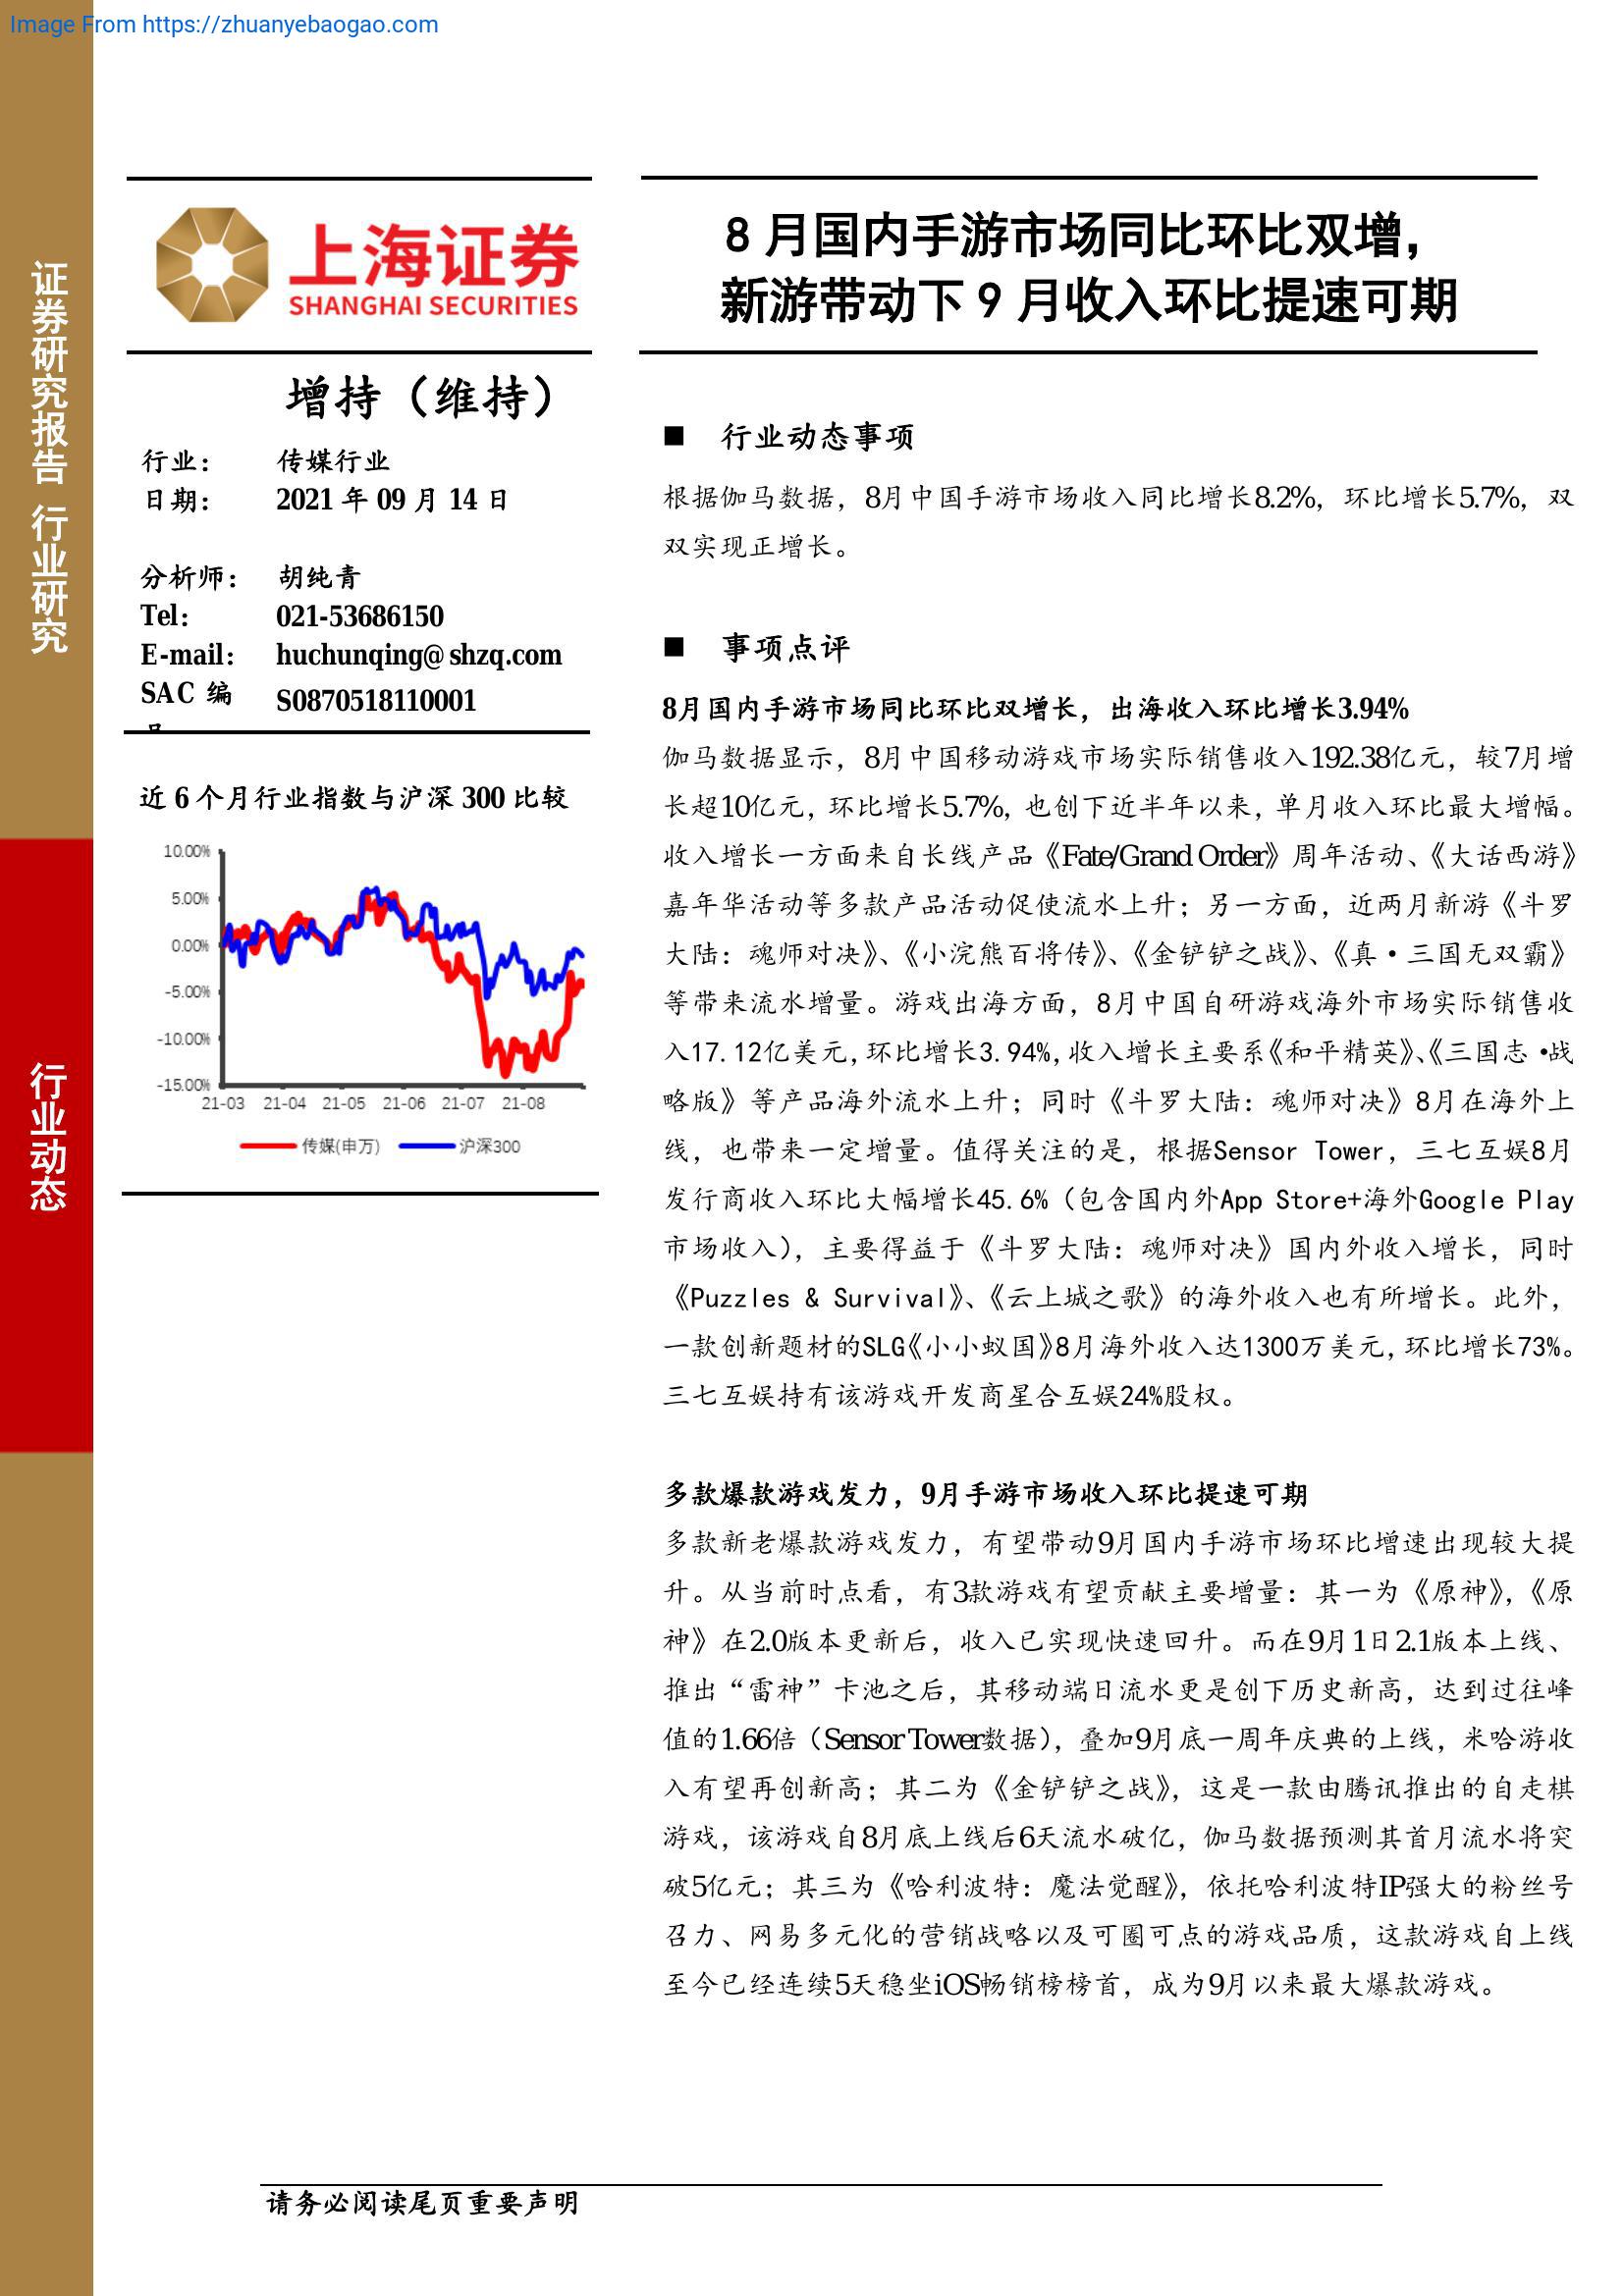 Image From https://zhuanyebaogao.com
证券研究报告 行业研究
行业动态
上海证券
SHANGHAI SECURITIES
8 月国内手游市场同比环比双增，
新游带动下 9 月收入环比提速可期
增持（维持）
行业： 传媒行业
日期： 2021 年 09 月 14 日
分析师： 胡纯青
Tel： 021-53686150
E-mail： huchunqing@shzq.com
SAC 编 S0870518110001
近 6 个月行业指数与沪深 300 比较
10.00%
5.00%
0.00%
-5.00%
-10.00%
-15.00%
21-03 21-04 21-05 21-06 21-07 21-08
传媒(申万) 沪深300
■ 行业动态事项
根据伽马数据，8月中国手游市场收入同比增长8.2%，环比增长5.7%，双
双实现正增长。
■ 事项点评
8月国内手游市场同比环比双增长，出海收入环比增长3.94%
伽马数据显示，8月中国移动游戏市场实际销售收入192.38亿元，较7月增
长超10亿元，环比增长5.7%，也创下近半年以来，单月收入环比最大增幅。
收入增长一方面来自长线产品《Fate/Grand Order》周年活动、《大话西游》
嘉年华活动等多款产品活动促使流水上升；另一方面，近两月新游《斗罗
大陆：魂师对决》、《小浣熊百将传》、《金铲铲之战》、《真·三国无双霸》
等带来流水增量。游戏出海方面，8月中国自研游戏海外市场实际销售收
入17.12亿美元，环比增长3.94%，收入增长主要系《和平精英》、《三国志·战
略版》等产品海外流水上升；同时《斗罗大陆：魂师对决》8月在海外上
线，也带来一定增量。值得关注的是，根据Sensor Tower，三七互娱8月
发行商收入环比大幅增长45.6%（包含国内外App Store+海外Google Play
市场收入），主要得益于《斗罗大陆：魂师对决》国内外收入增长，同时
《Puzzles & Survival》、《云上城之歌》的海外收入也有所增长。此外，
一款创新题材的SLG《小小蚁国》8月海外收入达1300万美元，环比增长73%。
三七互娱持有该游戏开发商星合互娱24%股权。
多款爆款游戏发力，9月手游市场收入环比提速可期
多款新老爆款游戏发力，有望带动9月国内手游市场环比增速出现较大提
升。从当前时点看，有3款游戏有望贡献主要增量：其一为《原神》，《原
神》在2.0版本更新后，收入已实现快速回升。而在9月1日2.1版本上线、
推出“雷神”卡池之后，其移动端日流水更是创下历史新高，达到过往峰
值的1.66倍（Sensor Tower数据），叠加9月底一周年庆典的上线，米哈游收
入有望再创新高；其二为《金铲铲之战》，这是一款由腾讯推出的自走棋
游戏，该游戏自8月底上线后6天流水破亿，伽马数据预测其首月流水将突
破5亿元；其三为《哈利波特：魔法觉醒》，依托哈利波特IP强大的粉丝号
召力、网易多元化的营销战略以及可圈可点的游戏品质，这款游戏自上线
至今已经连续5天稳坐iOS畅销榜榜首，成为9月以来最大爆款游戏。
请务必阅读尾页重要声明